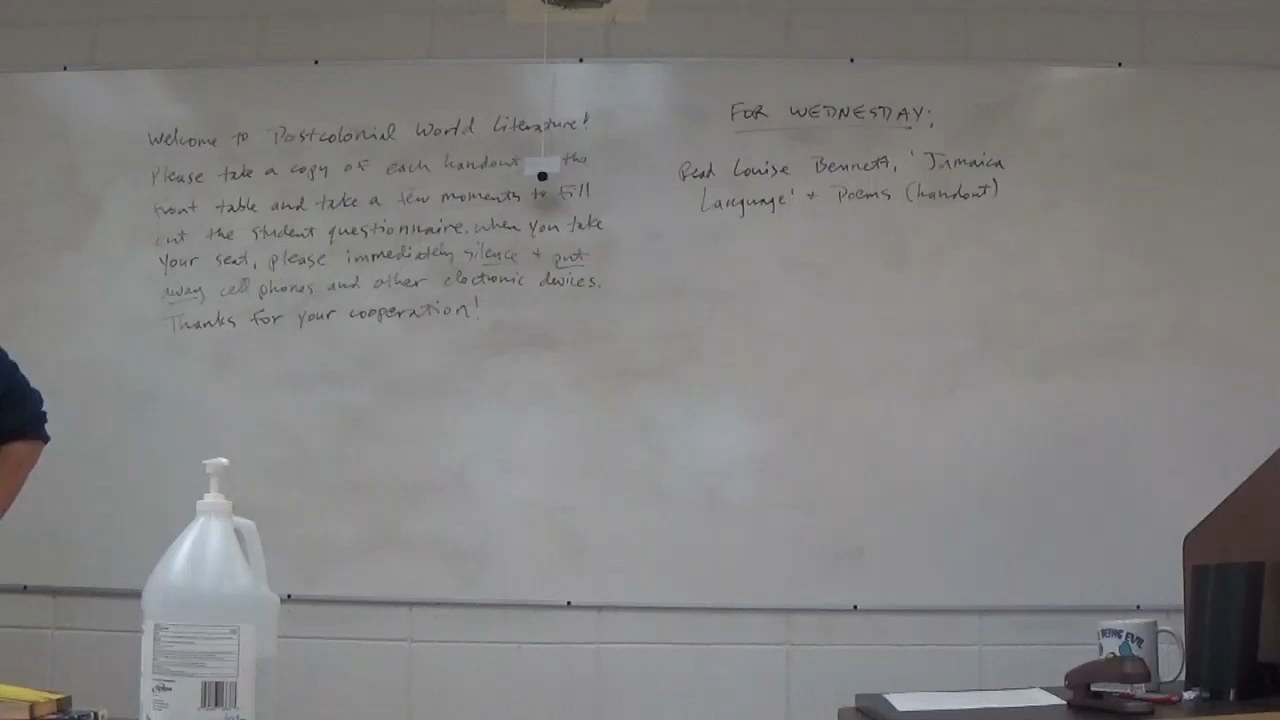 Welcome to Postcolonial World Literature!
Please take a copy of each handout the
front table and take a few moments to fill
out the student questionnaire. When you take
your seat, please immediately silence + put
away cell phones and other electronic devices.
Thanks for your cooperation!
FOR WEDNESDAY:
Read Louise Bennett, 'Jamaica
Language' + Poems (handout)
BEING EVIL